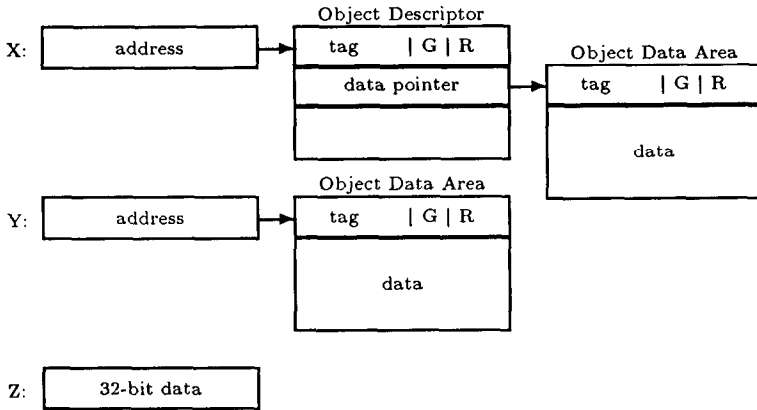 Object Descriptor
X: address tag | G | R
Object Data Area
data pointer tag | G | R
data
Object Data Area
Y: address tag | G | R
data
Z: 32-bit data